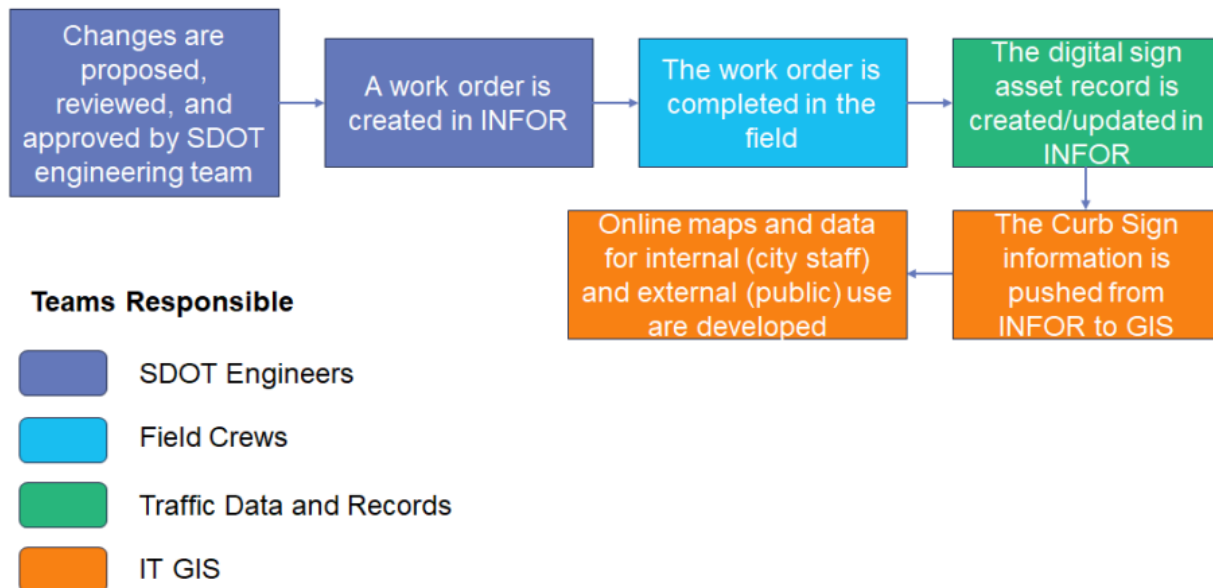 Changes are
proposed,
reviewed, and
approved by SDOT
engineering team
A work order is
created in INFOR
The work order is
completed in the
field
The digital sign
asset record is
created/updated in
INFOR
The Curb Sign
information is
pushed from
INFOR to GIS
Online maps and data
for internal (city staff)
and external (public) use
are developed
Teams Responsible
SDOT Engineers
Field Crews
Traffic Data and Records
IT GIS